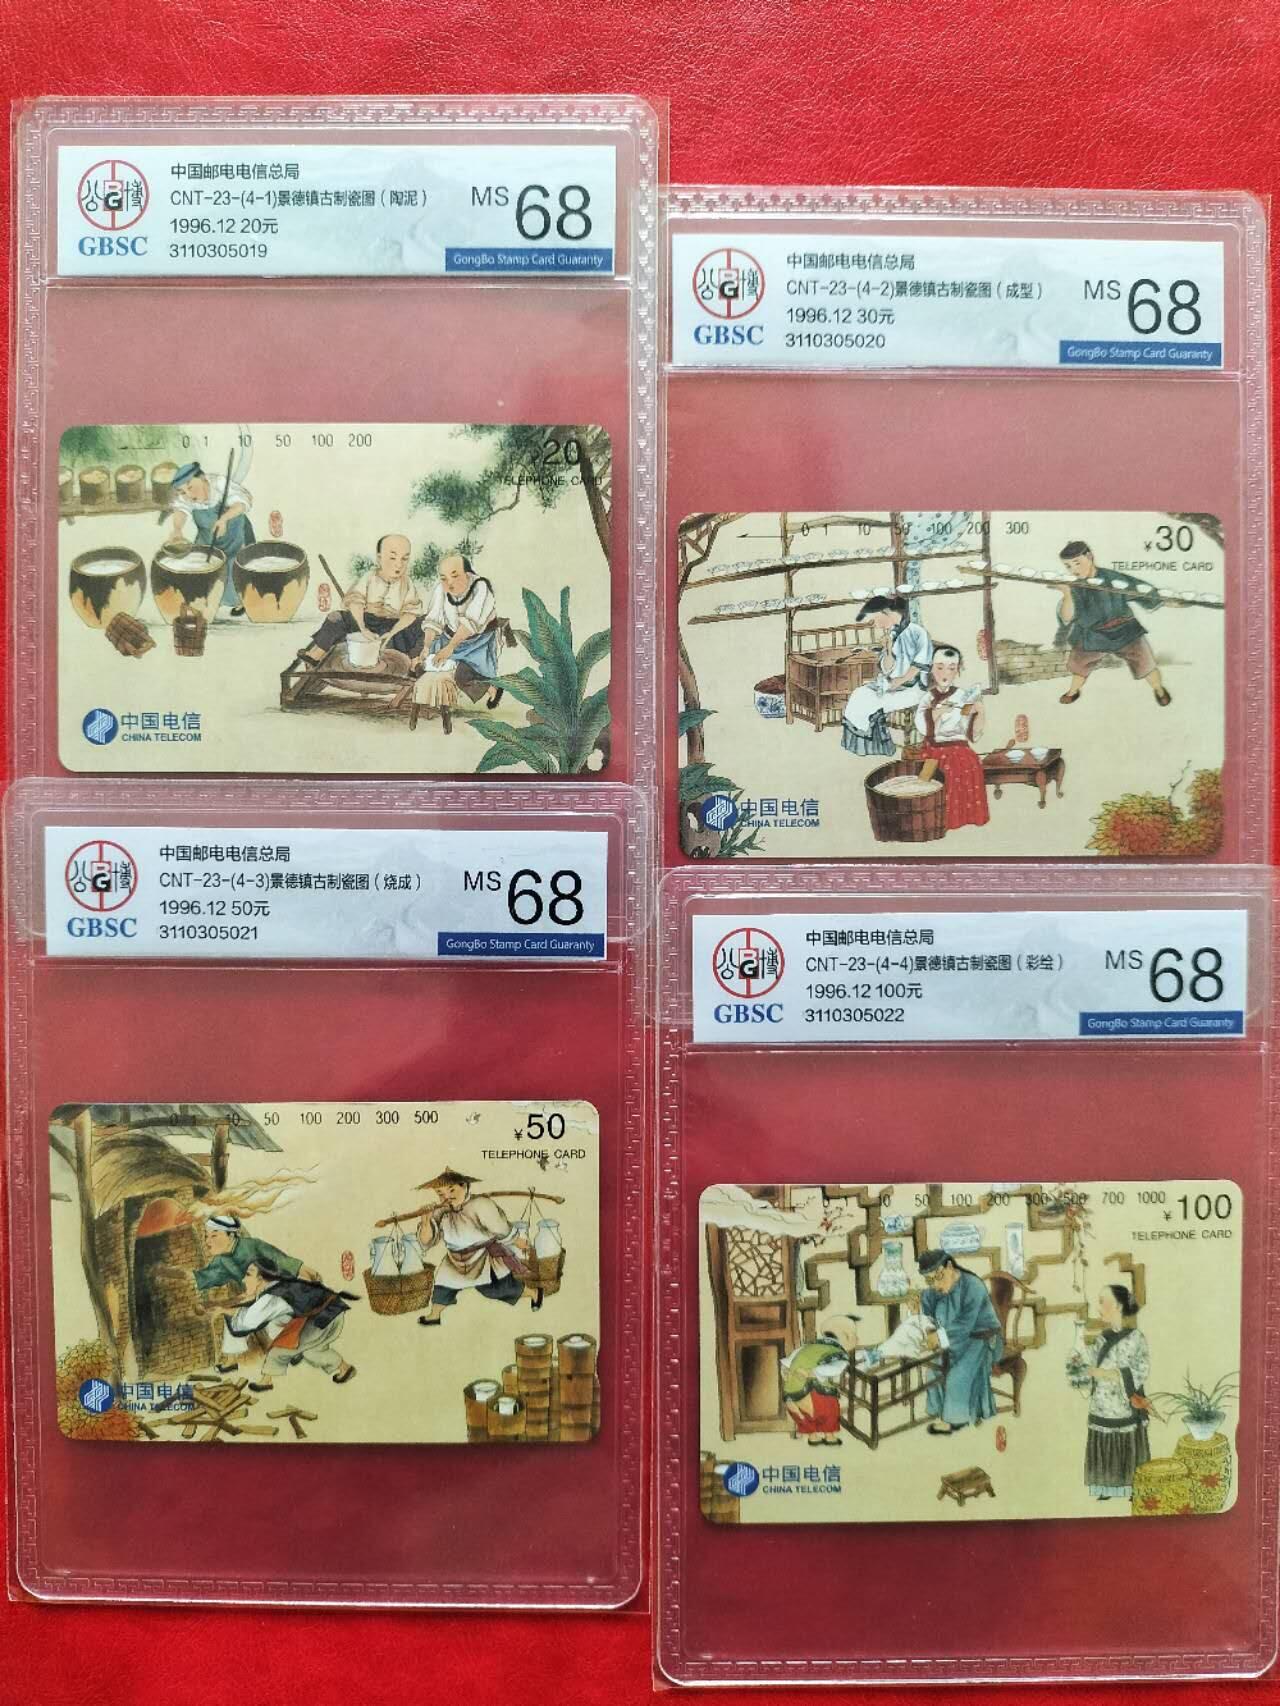 中国邮电电信总局
CNT-23-(4-1)景德镇古制瓷图(陶泥)
1996.12 20元
3110305019
MS 68
GBSC
GongBo Stamp Card Guaranty
0 1 10 50 100 200
20
TELEPHONE CARD
中国电信
CHINA TELECOM
中国邮电电信总局
CNT-23-(4-2)景德镇古制瓷图(成型)
1996.12 30元
3110305020
MS 68
GBSC
GongBo Stamp Card Guaranty
0 1 10 50 100 200 300
¥30
TELEPHONE CARD
中国电信
CHINA TELECOM
中国邮电电信总局
CNT-23-(4-3)景德镇古制瓷图(烧成)
1996.12 50元
3110305021
MS 68
GBSC
GongBo Stamp Card Guaranty
0 1 10 50 100 200 300 500
¥50
TELEPHONE CARD
中国电信
CHINA TELECOM
中国邮电电信总局
CNT-23-(4-4)景德镇古制瓷图(彩绘)
1996.12 100元
3110305022
MS 68
GBSC
GongBo Stamp Card Guaranty
0 1 10 50 100 200 300 500 700 1000
¥100
TELEPHONE CARD
中国电信
CHINA TELECOM